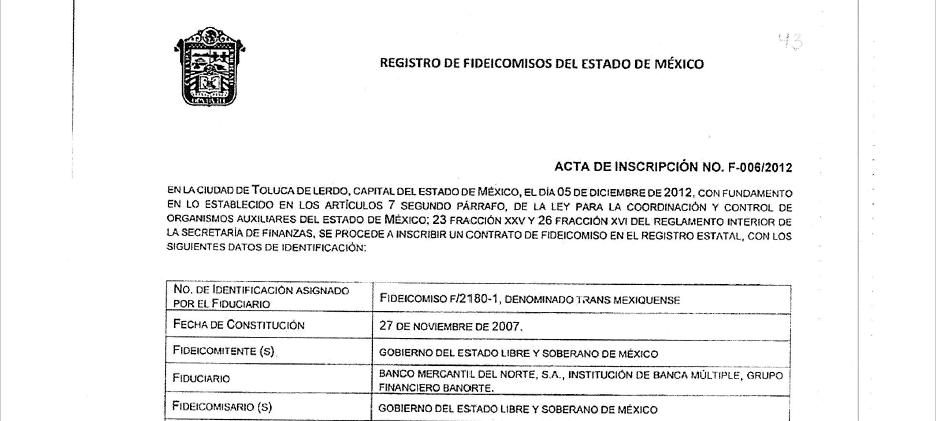 43
REGISTRO DE FIDEICOMISOS DEL ESTADO DE MÉXICO
ACTA DE INSCRIPCIÓN NO. F-006/2012
EN LA CIUDAD DE TOLUCA DE LERDO, CAPITAL DEL ESTADO DE MÉXICO, EL DÍA 05 DE DICIEMBRE DE 2012, CON FUNDAMENTO
EN LO ESTABLECIDO EN LOS ARTÍCULOS 7 SEGUNDO PÁRRAFO, DE LA LEY PARA LA COORDINACIÓN Y CONTROL DE
ORGANISMOS AUXILIARES DEL ESTADO DE MÉXICO; 23 FRACCIÓN XXV Y 26 FRACCIÓN XVI DEL REGLAMENTO INTERIOR DE
LA SECRETARÍA DE FINANZAS, SE PROCEDE A INSCRIBIR UN CONTRATO DE FIDEICOMISO EN EL REGISTRO ESTATAL, CON LOS
SIGUIENTES DATOS DE IDENTIFICACIÓN:
NO. DE IDENTIFICACIÓN ASIGNADO
POR EL FIDUCIARIO
FIDEICOMISO F/2180-1, DENOMINADO TRANS MEXIQUENSE
FECHA DE CONSTITUCIÓN
27 DE NOVIEMBRE DE 2007.
FIDEICOMITENTE (S)
GOBIERNO DEL ESTADO LIBRE Y SOBERANO DE MÉXICO
FIDUCIARIO
BANCO MERCANTIL DEL NORTE, S.A., INSTITUCIÓN DE BANCA MÚLTIPLE, GRUPO
FINANCIERO BANORTE.
FIDEICOMISARIO (S)
GOBIERNO DEL ESTADO LIBRE Y SOBERANO DE MÉXICO